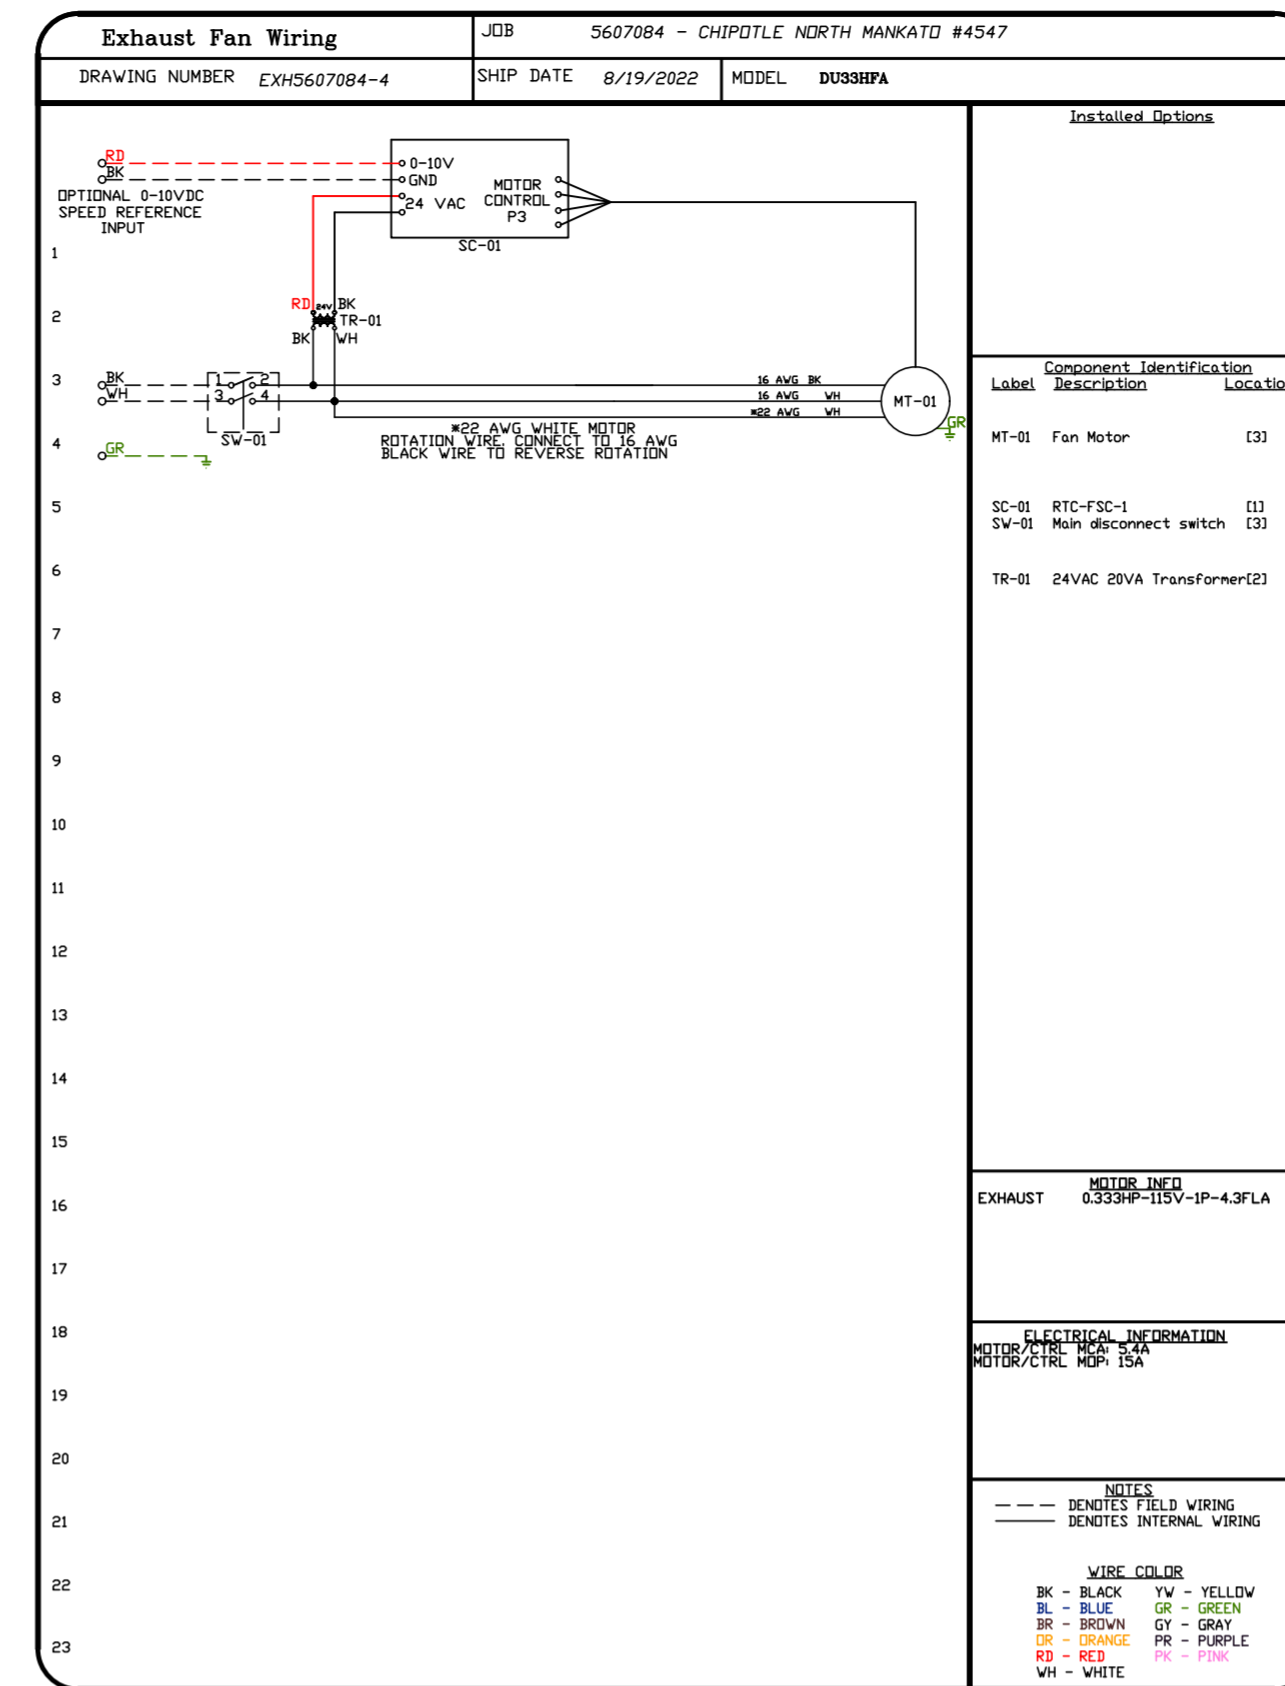 Exhaust Fan Wiring
JOB 5607084 - CHIPOTLE NORTH MANKATO #4547
DRAWING NUMBER EXH5607084-4
SHIP DATE 8/19/2022
MODEL DU33HFA
RD
BK
OPTIONAL 0-10VDC
SPEED REFERENCE
INPUT
0-10V
GND
24 VAC
MOTOR
CONTROL
P3
SC-01
1
2
RD 24V BK
TR-01
BK WH
3
BK
WH
1 2
3 4
SW-01
16 AWG BK
16 AWG WH
*22 AWG WH
MT-01
GR
*22 AWG WHITE MOTOR
ROTATION WIRE. CONNECT TO 16 AWG
BLACK WIRE TO REVERSE ROTATION
4
GR
5
6
7
8
9
10
11
12
13
14
15
16
17
18
19
20
21
22
23
Installed Options
Component Identification
Label Description Locatio
MT-01 Fan Motor [3]
SC-01 RTC-FSC-1 [1]
SW-01 Main disconnect switch [3]
TR-01 24VAC 20VA Transformer[2]
MOTOR INFO
EXHAUST 0.333HP-115V-1P-4.3FLA
ELECTRICAL INFORMATION
MOTOR/CTRL MCA: 5.4A
MOTOR/CTRL MOP: 15A
NOTES
DENOTES FIELD WIRING
DENOTES INTERNAL WIRING
WIRE COLOR
BK - BLACK YW - YELLOW
BL - BLUE GR - GREEN
BR - BROWN GY - GRAY
OR - ORANGE PR - PURPLE
RD - RED PK - PINK
WH - WHITE